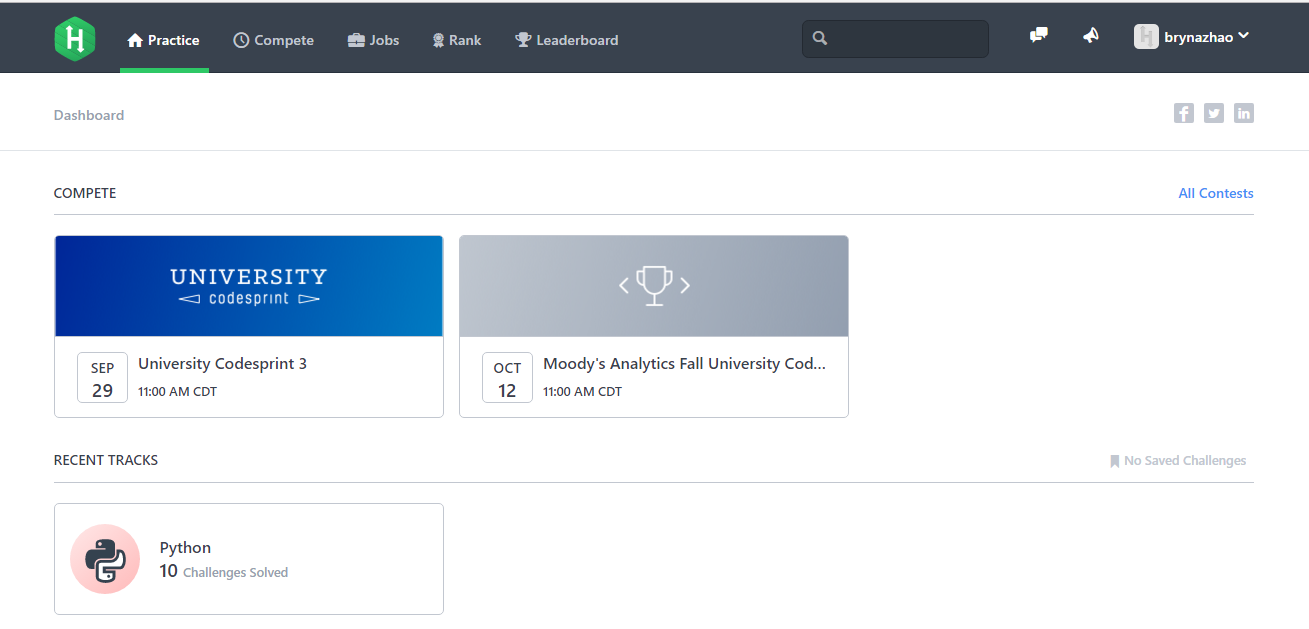 Practice Compete Jobs Rank Leaderboard brynazhao
Dashboard
COMPETE All Contests
UNIVERSITY
codesprint
SEP
29
University Codesprint 3
11:00 AM CDT
OCT
12
Moody's Analytics Fall University Cod...
11:00 AM CDT
RECENT TRACKS No Saved Challenges
Python
10 Challenges Solved